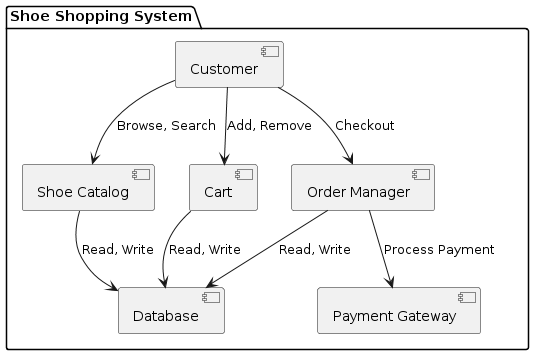 Shoe Shopping System
Customer
Browse, Search
Add, Remove
Checkout
Shoe Catalog
Cart
Order Manager
Read, Write
Read, Write
Read, Write
Process Payment
Database
Payment Gateway